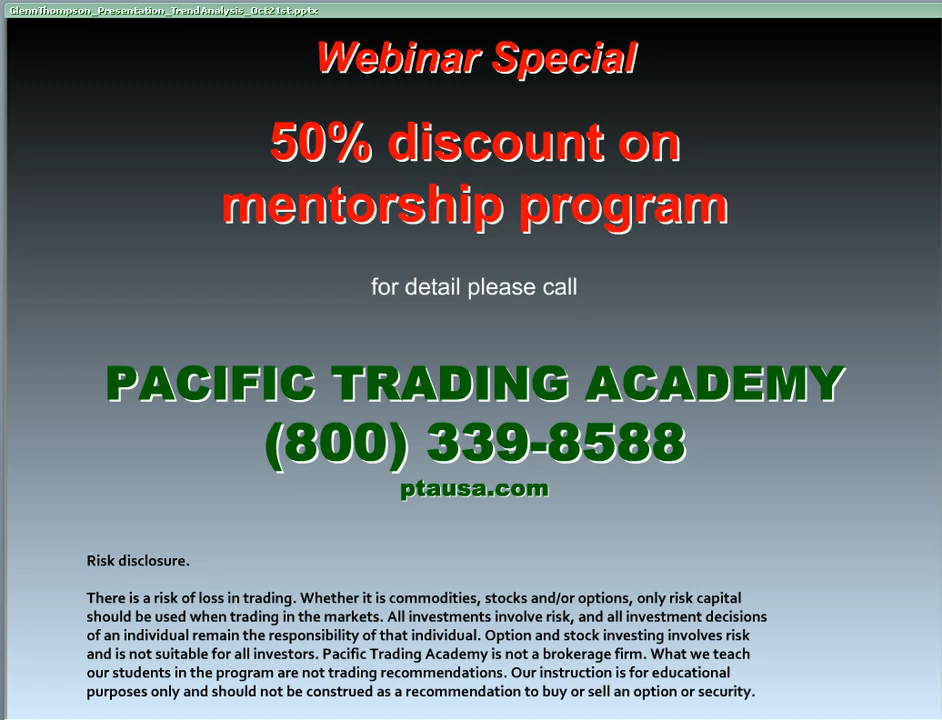 GlennThompson_Presentation_TrendAnalysis_Oct21st.pptx
Webinar Special
50% discount on
mentorship program
for detail please call
PACIFIC TRADING ACADEMY
(800) 339-8588
ptausa.com
Risk disclosure.
There is a risk of loss in trading. Whether it is commodities, stocks and/or options, only risk capital
should be used when trading in the markets. All investments involve risk, and all investment decisions
of an individual remain the responsibility of that individual. Option and stock investing involves risk
and is not suitable for all investors. Pacific Trading Academy is not a brokerage firm. What we teach
our students in the program are not trading recommendations. Our instruction is for educational
purposes only and should not be construed as a recommendation to buy or sell an option or security.